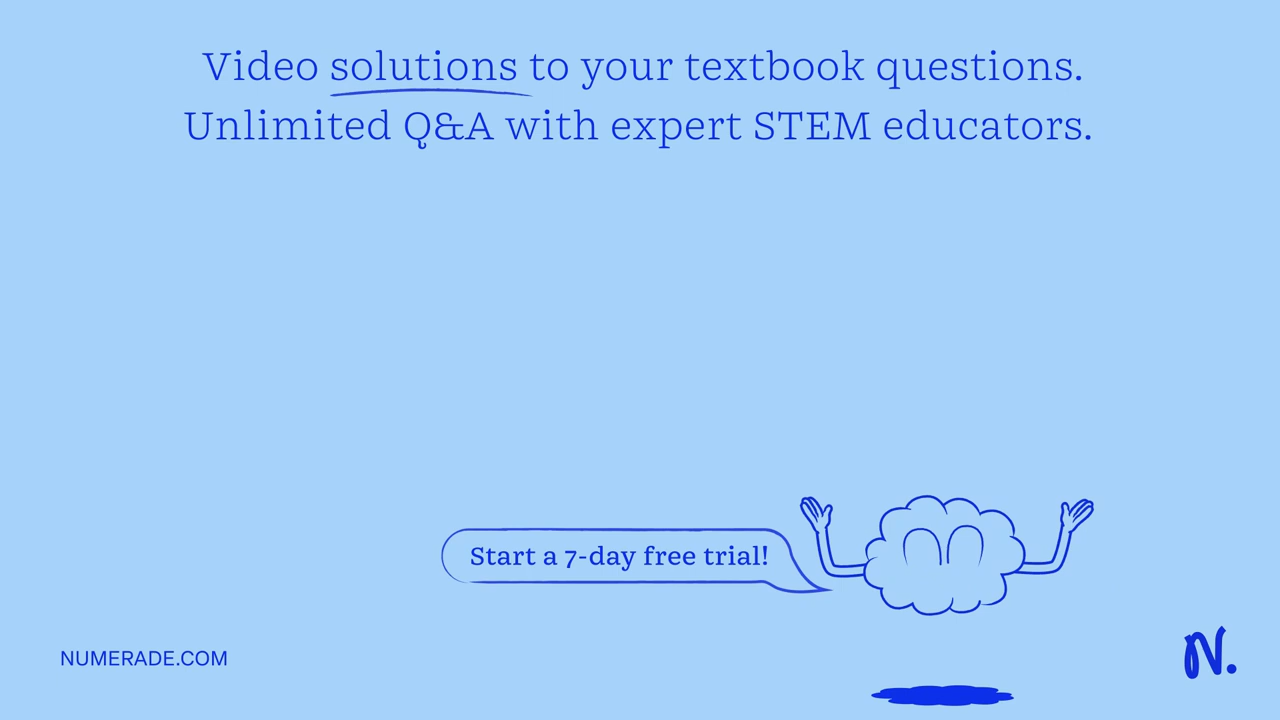 Video solutions to your textbook questions.
Unlimited Q&A with expert STEM educators.
Start a 7-day free trial!
NUMERADE.COM
N.